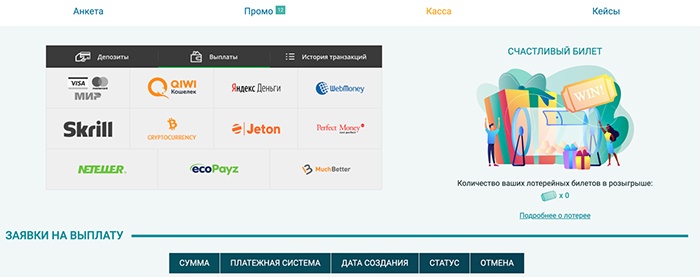 Анкета
Промо 12
Касса
Кейсы
Депозиты
Выплаты
История транзакций
VISA
МИР
QIWI
Кошелек
Яндекс Деньги
WebMoney
Skrill
CRYPTOCURRENCY
Jeton
Perfect Money
NETELLER
ecoPayz
MuchBetter
СЧАСТЛИВЫЙ БИЛЕТ
WIN!
Количество ваших лотерейных билетов в розыгрыше:
x 0
Подробнее о лотерее
ЗАЯВКИ НА ВЫПЛАТУ
СУММА
ПЛАТЕЖНАЯ СИСТЕМА
ДАТА СОЗДАНИЯ
СТАТУС
ОТМЕНА